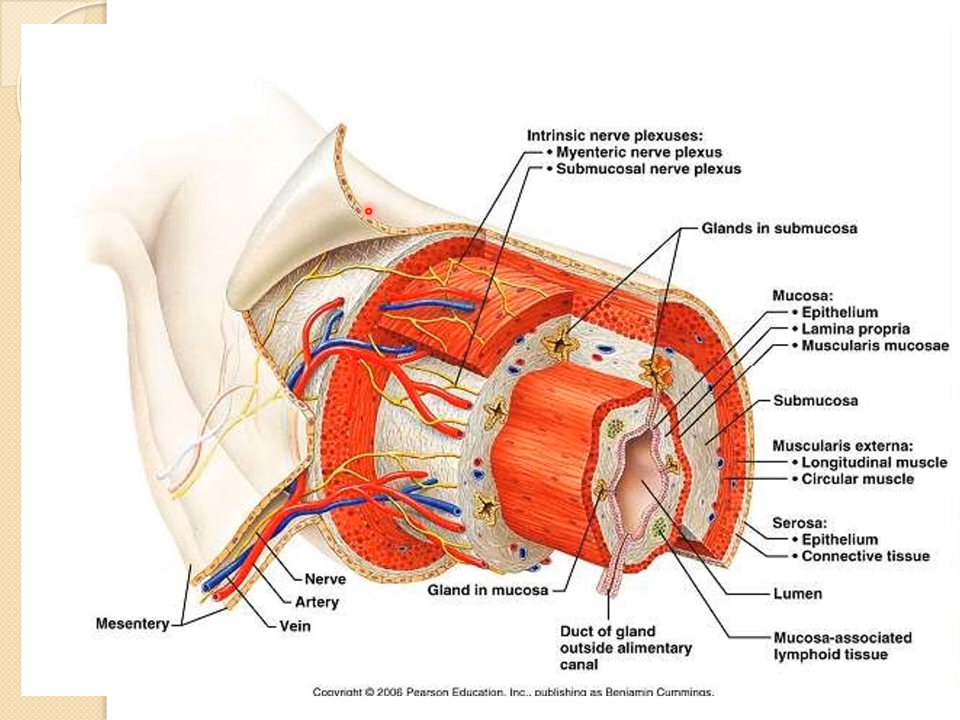 Intrinsic nerve plexuses:
• Myenteric nerve plexus
• Submucosal nerve plexus
Glands in submucosa
Mucosa:
• Epithelium
• Lamina propria
• Muscularis mucosae
Submucosa
Muscularis externa:
• Longitudinal muscle
• Circular muscle
Serosa:
• Epithelium
• Connective tissue
Nerve
Artery
Vein
Mesentery
Gland in mucosa
Lumen
Duct of gland
outside alimentary
canal
Mucosa-associated
lymphoid tissue
Copyright © 2006 Pearson Education, Inc., publishing as Benjamin Cummings.